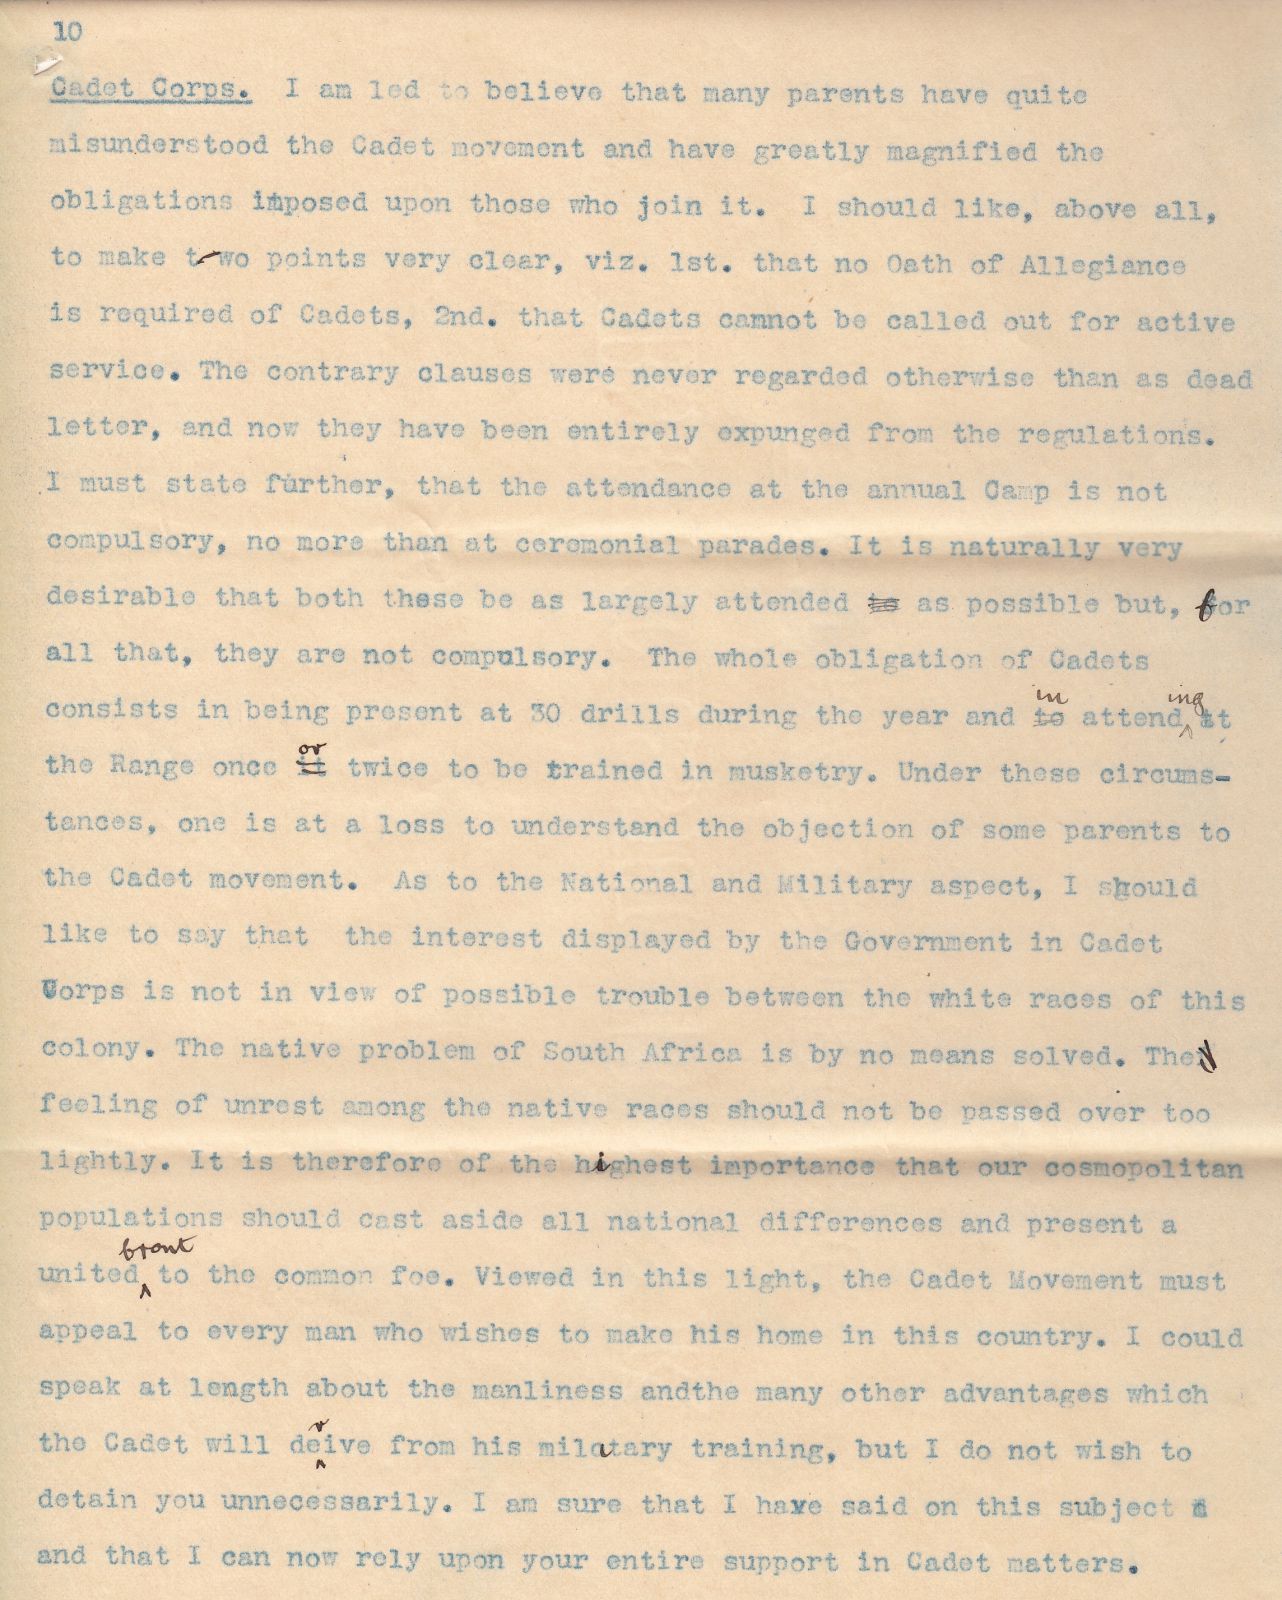 10
Cadet Corps.  I am led to believe that many parents have quite
misunderstood the Cadet movement and have greatly magnified the
obligations imposed upon those who join it.  I should like, above all,
to make two points very clear, viz. 1st. that no Oath of Allegiance
is required of Cadets, 2nd. that Cadets cannot be called out for active
service. The contrary clauses were never regarded otherwise than as dead
letter, and now they have been entirely expunged from the regulations.
I must state further, that the attendance at the annual Camp is not
compulsory, no more than at ceremonial parades. It is naturally very
desirable that both these be as largely attended to as possible but, for
all that, they are not compulsory.  The whole obligation of Cadets
in ing
consists in being present at 30 drills during the year and to attend at
or
the Range once it twice to be trained in musketry. Under these circums-
tances, one is at a loss to understand the objection of some parents to
the Cadet movement.  As to the National and Military aspect, I should
like to say that  the interest displayed by the Government in Cadet
Corps is not in view of possible trouble between the white races of this
colony. The native problem of South Africa is by no means solved. The
feeling of unrest among the native races should not be passed over too
lightly. It is therefore of the highest importance that our cosmopolitan
populations should cast aside all national differences and present a
front
united to the common foe. Viewed in this light, the Cadet Movement must
appeal to every man who wishes to make his home in this country. I could
speak at length about the manliness andthe many other advantages which
r
the Cadet will deive from his military training, but I do not wish to
detain you unnecessarily. I am sure that I have said on this subject
and that I can now rely upon your entire support in Cadet matters.